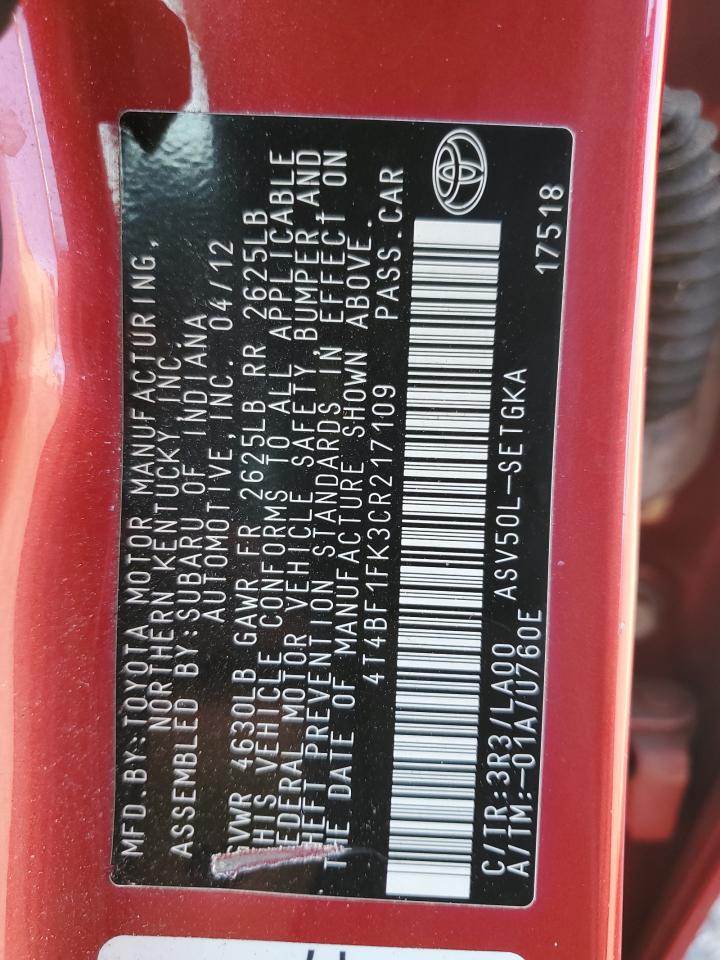 MFD.BY:TOYOTA MOTOR MANUFACTURING,
NORTHERN KENTUCKY, INC.
ASSEMBLED BY:SUBARU OF INDIANA
AUTOMOTIVE, INC. 04/12
GVWR 4630LB GAWR FR 2625LB RR 2625LB
THIS VEHICLE CONFORMS TO ALL APPLICABLE
FEDERAL MOTOR VEHICLE SAFETY, BUMPER AND
THEFT PREVENTION STANDARDS IN EFFECT ON
THE DATE OF MANUFACTURE SHOWN ABOVE.
4T4BF1FK3CR217109 PASS.CAR
C/TR:3R3/LA00 ASV50L-SETGKA
A/TM:-01A/U760E 17518